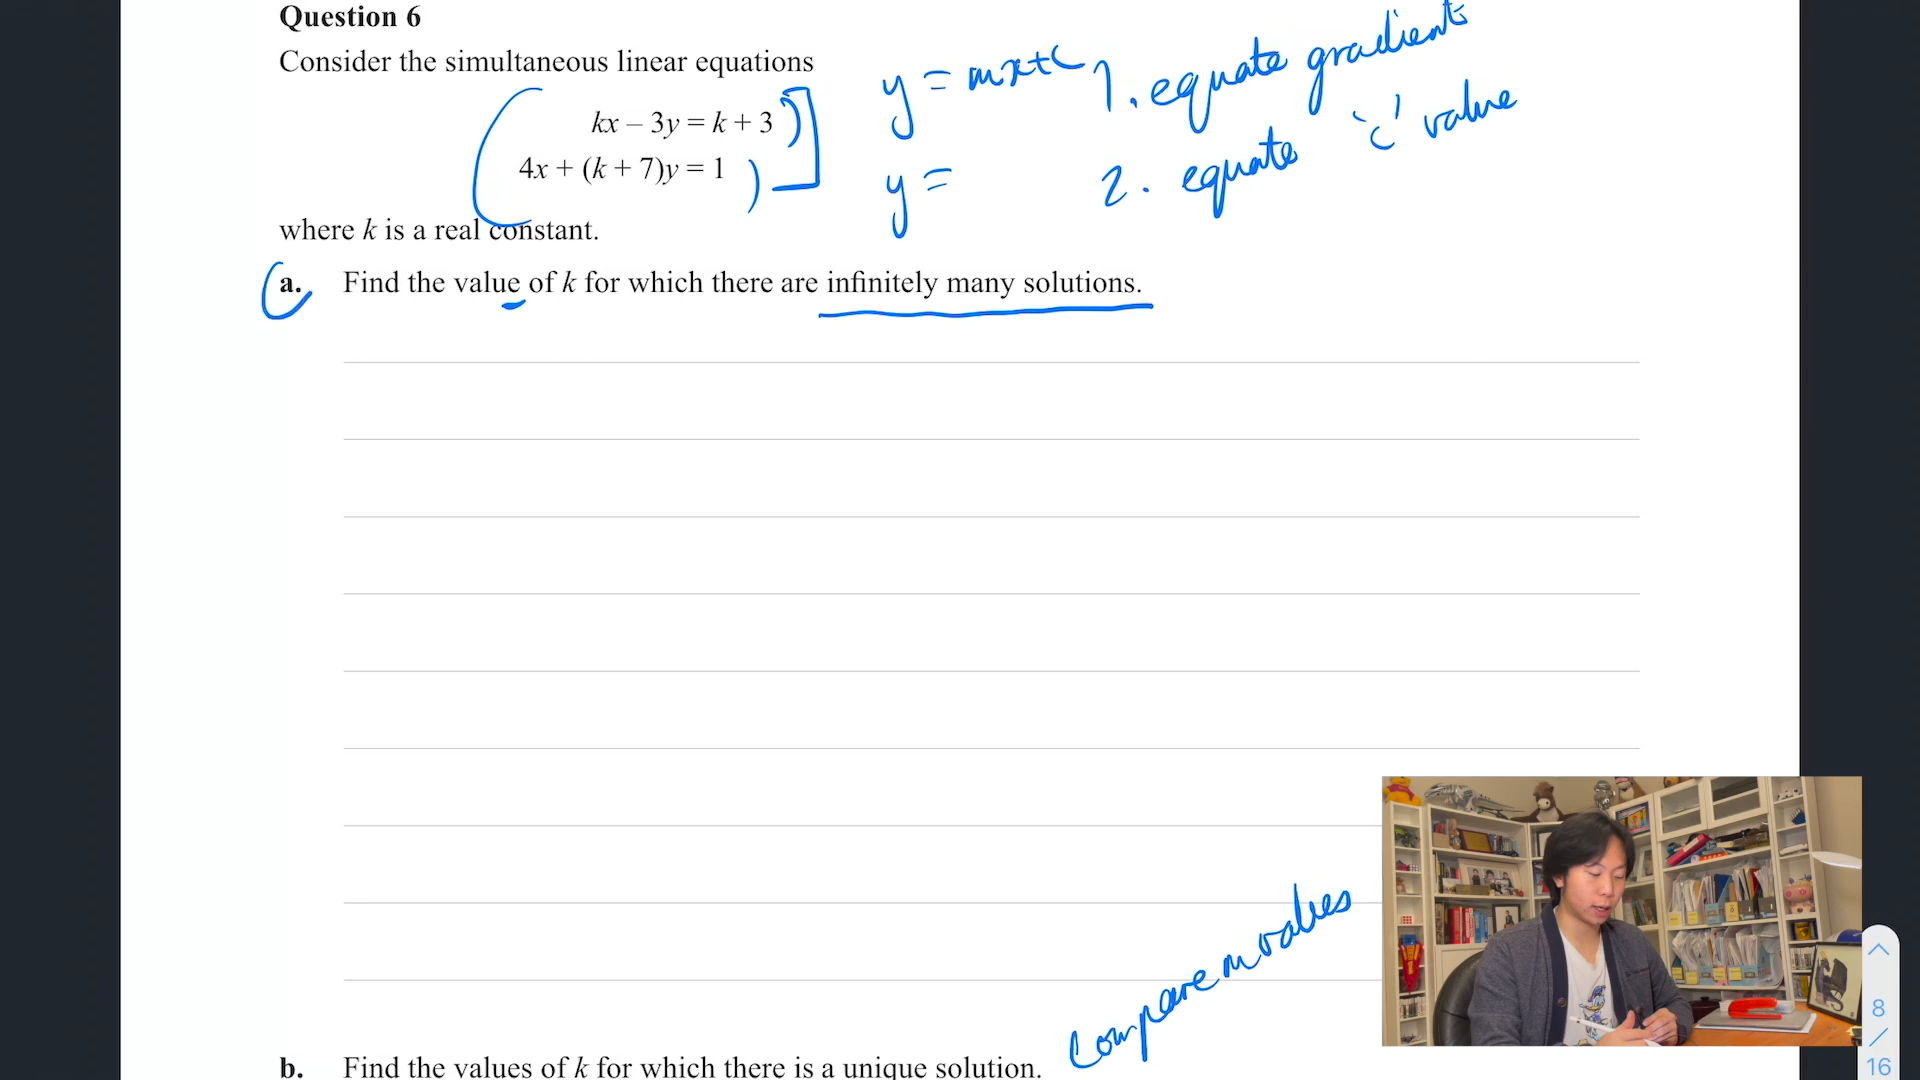 Question 6
Consider the simultaneous linear equations
kx – 3y = k + 3
4x + (k + 7)y = 1
where k is a real constant.
y = mx+c
y =
1. equate gradients
2. equate 'c' value
a. Find the value of k for which there are infinitely many solutions.
compare m values
b. Find the values of k for which there is a unique solution.
8
/
16